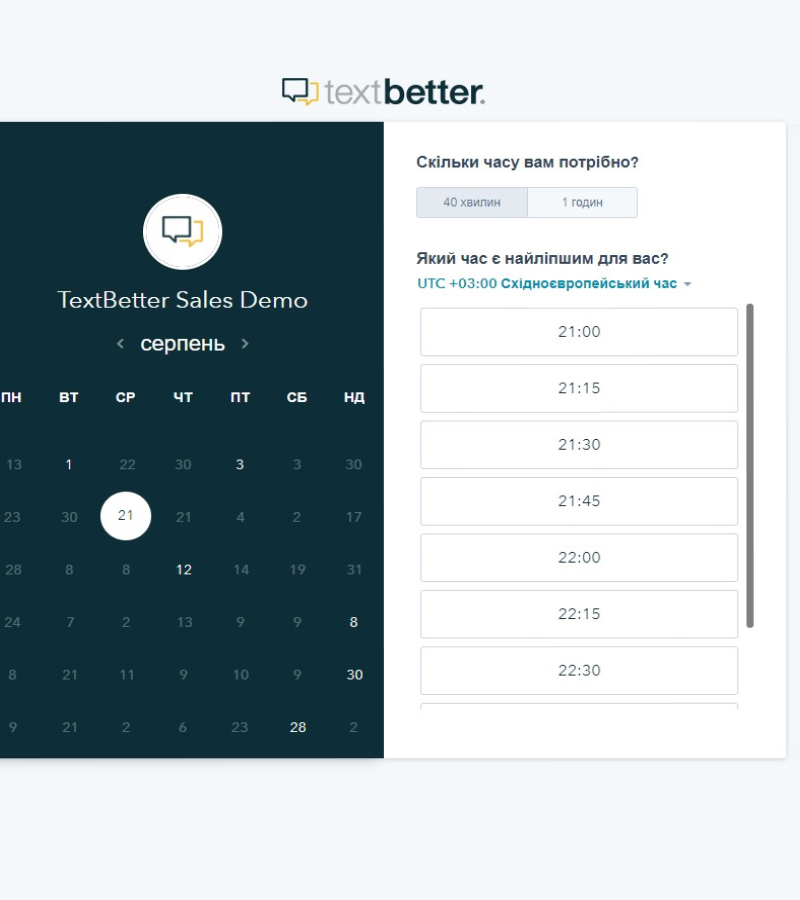 textbetter.
TextBetter Sales Demo
серпень
ПН ВТ СР ЧТ ПТ СБ НД
13 1 22 30 3 3 30
23 30 21 21 4 2 17
28 8 8 12 14 19 31
24 7 2 13 9 9 8
8 21 11 9 10 9 30
9 21 2 6 23 28 2
Скільки часу вам потрібно?
40 хвилин 1 годин
Який час є найліпшим для вас?
UTC +03:00 Східноєвропейський час
21:00
21:15
21:30
21:45
22:00
22:15
22:30